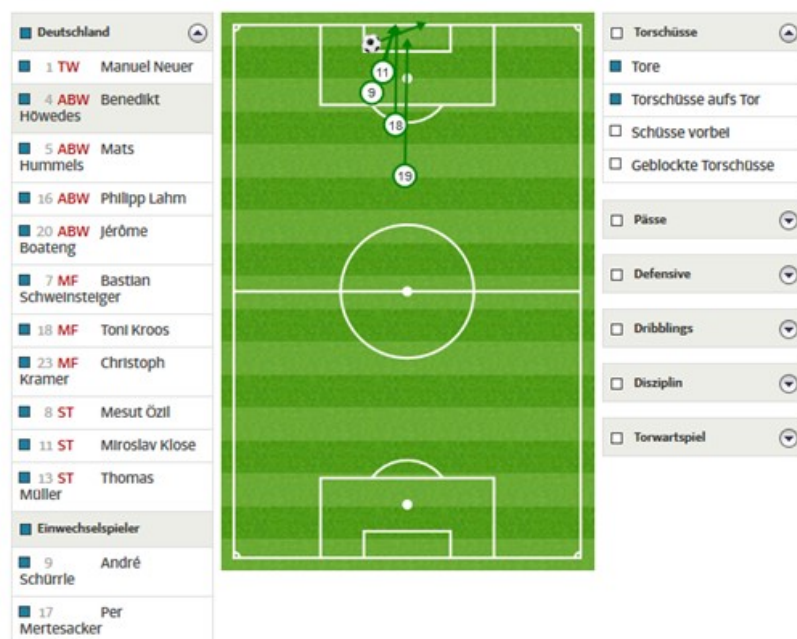 Deutschland
1 TW Manuel Neuer
4 ABW Benedikt
Höwedes
5 ABW Mats
Hummels
16 ABW Philipp Lahm
20 ABW Jérôme
Boateng
7 MF Bastian
Schweinsteiger
18 MF Toni Kroos
23 MF Christoph
Kramer
8 ST Mesut Özil
11 ST Miroslav Klose
13 ST Thomas
Müller
Einwechselspieler
9 André
Schürrle
17 Per
Mertesacker
11
9
18
19
Torschüsse
Tore
Torschüsse aufs Tor
Schüsse vorbei
Geblockte Torschüsse
Pässe
Defensive
Dribblings
Disziplin
Torwartspiel